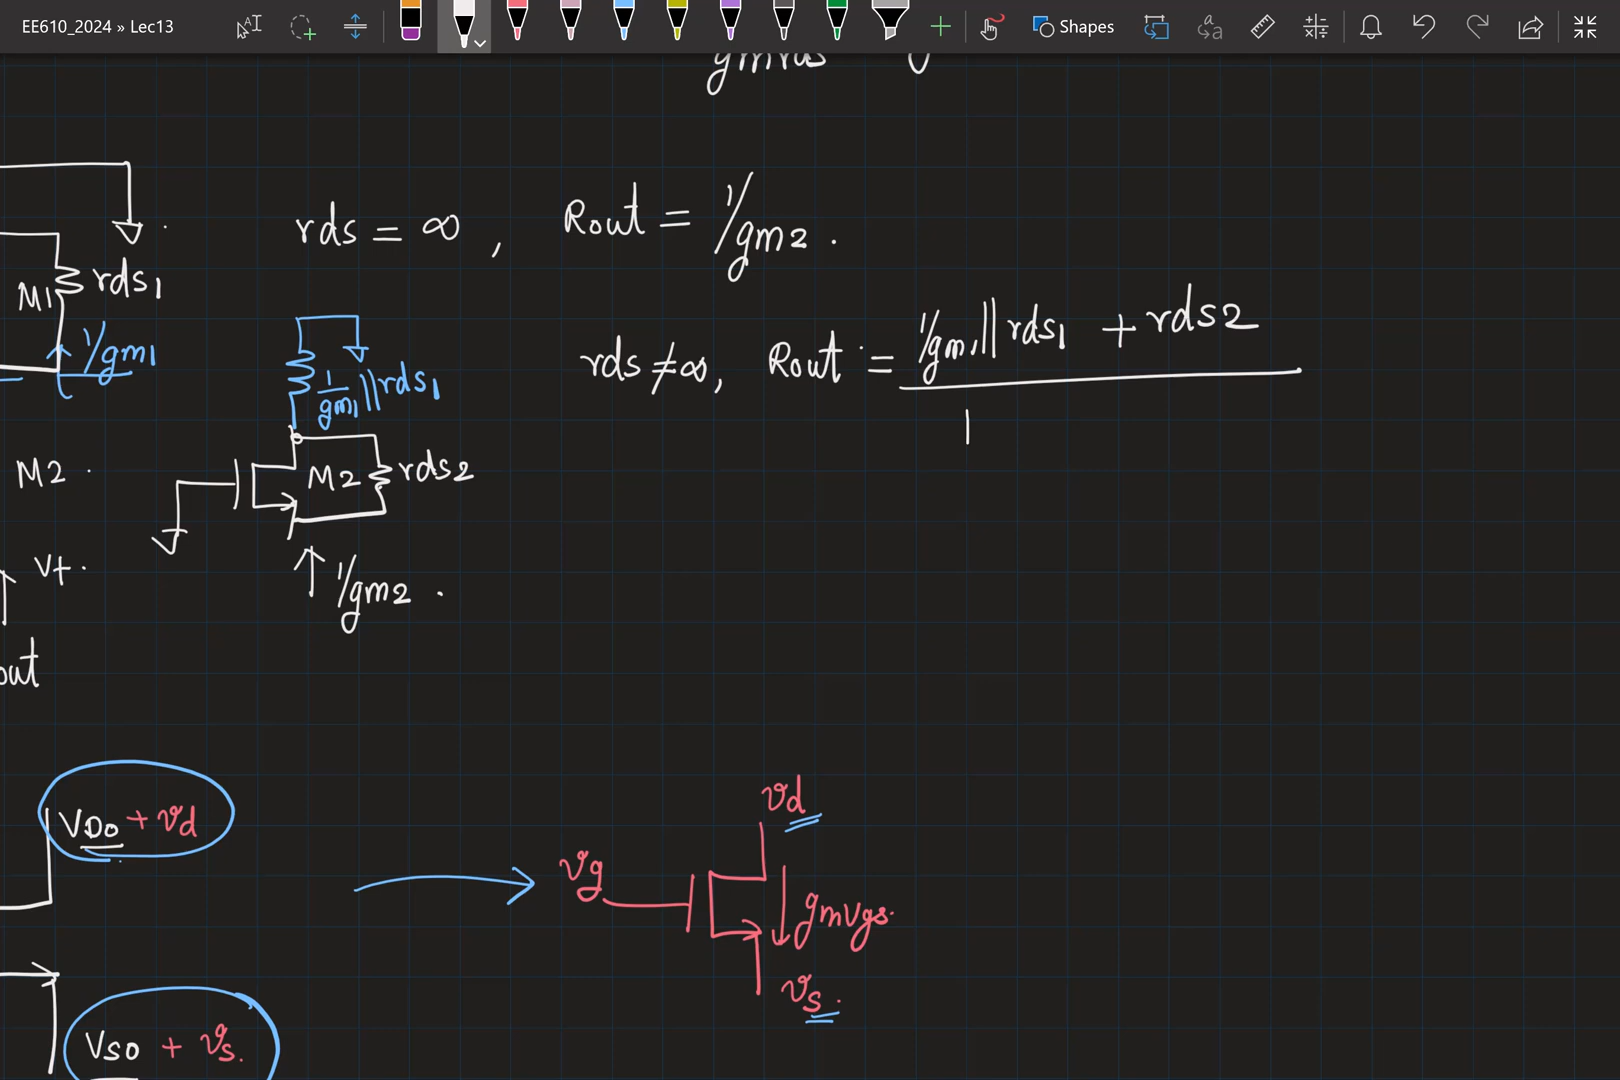 EE610_2024 » Lec13
Shapes
gmrds
rds = ∞ , Rout = 1/gm2 .
M1 rds1
1/gm1
1/gm1 || rds1
rds ≠ ∞, Rout = 1/gm1 || rds1 + rds2
1
M2 .
M2 rds2
V+ .
1/gm2 .
out
VDO + vd
vd
vg
gmvgs .
vs .
VSO + vs .